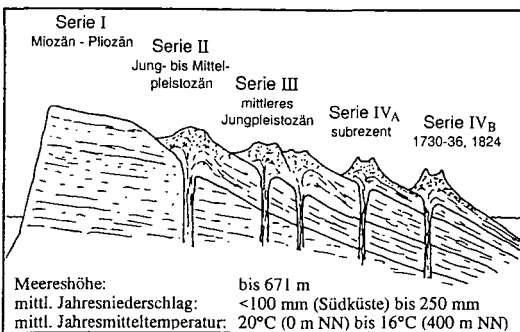 Serie I
Miozän - Pliozän
Serie II
Jung- bis Mittel-
pleistozän
Serie III
mittleres
Jungpleistozän
Serie IVA
subrezent
Serie IVB
1730-36, 1824
Meereshöhe: bis 671 m
mittl. Jahresniederschlag: <100 mm (Südküste) bis 250 mm
mittl. Jahresmitteltemperatur: 20°C (0 m NN) bis 16°C (400 m NN)